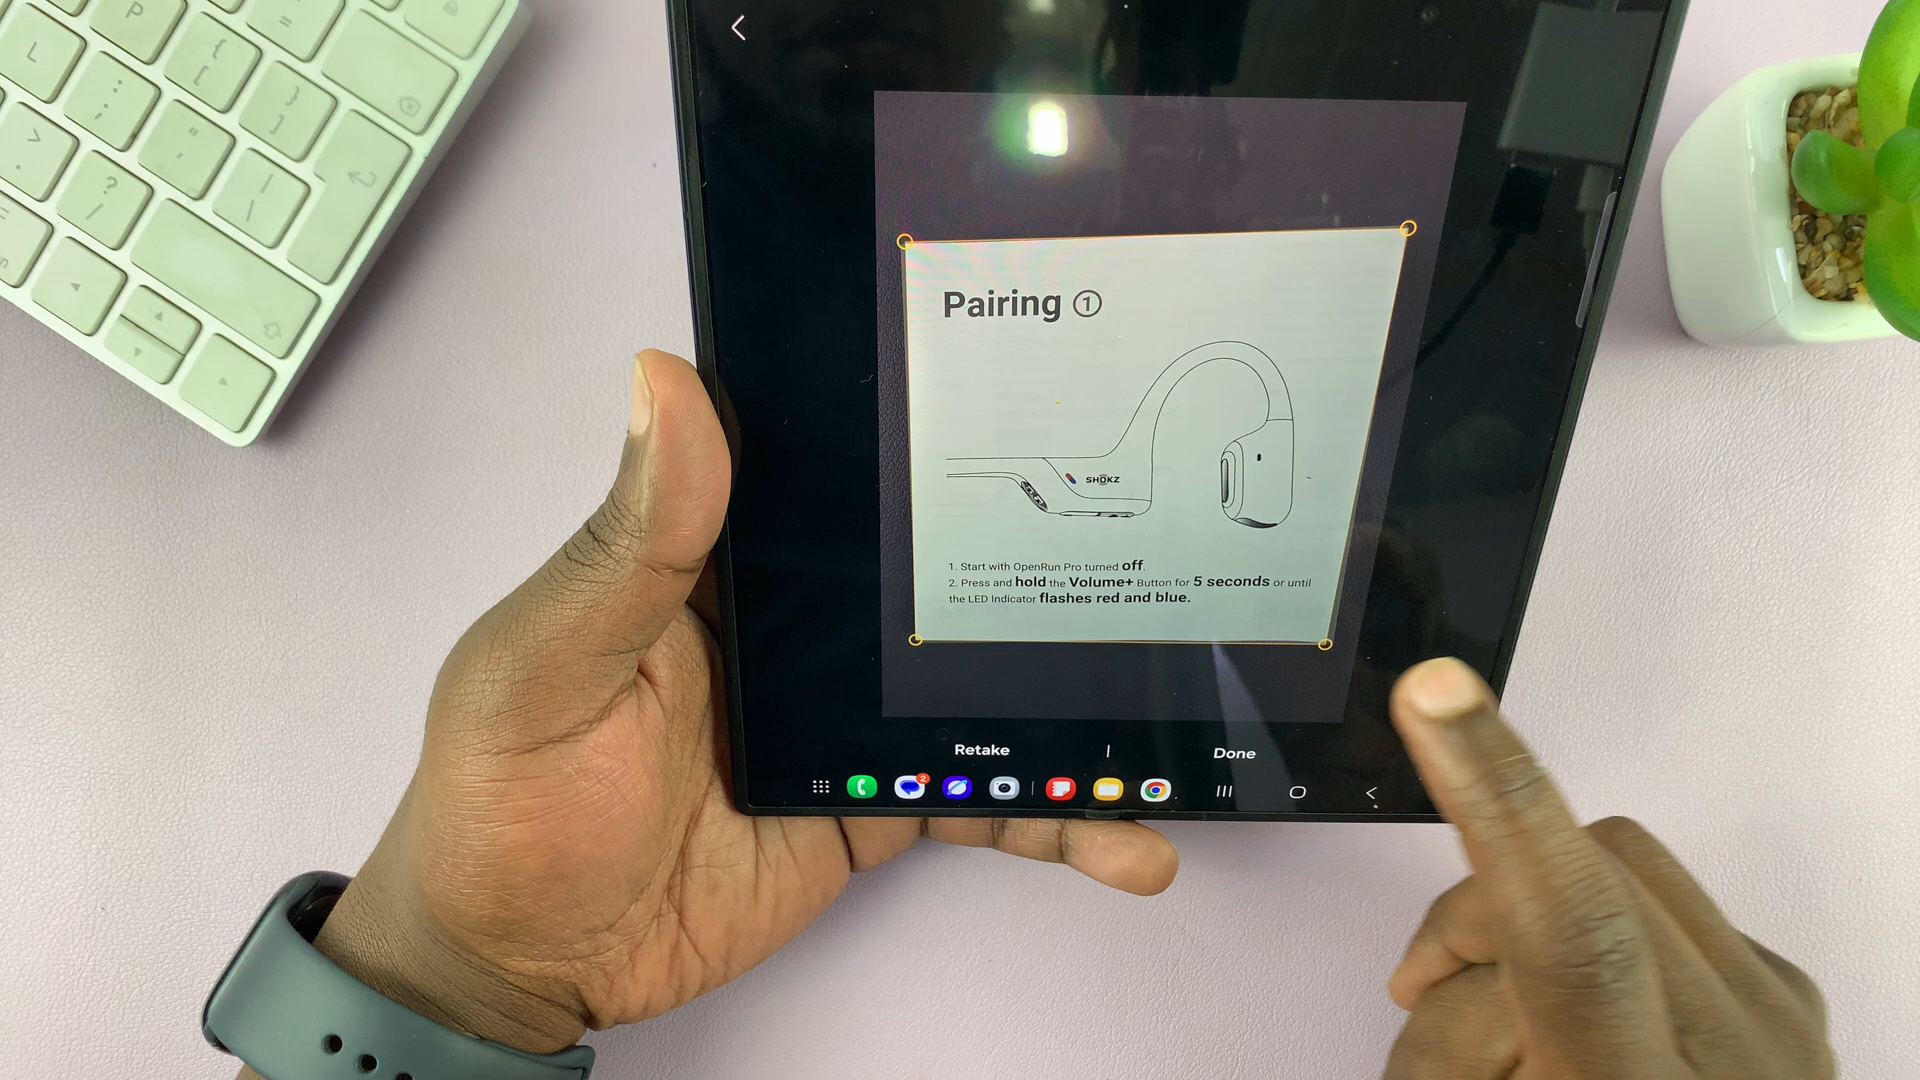 P
L
{
[
}
]
:
;
"
'
>
.
?
/
|
\
+
=
Pairing ①
SHOKZ
1. Start with OpenRun Pro turned off.
2. Press and hold the Volume+ Button for 5 seconds or until
the LED Indicator flashes red and blue.
Retake | Done
2